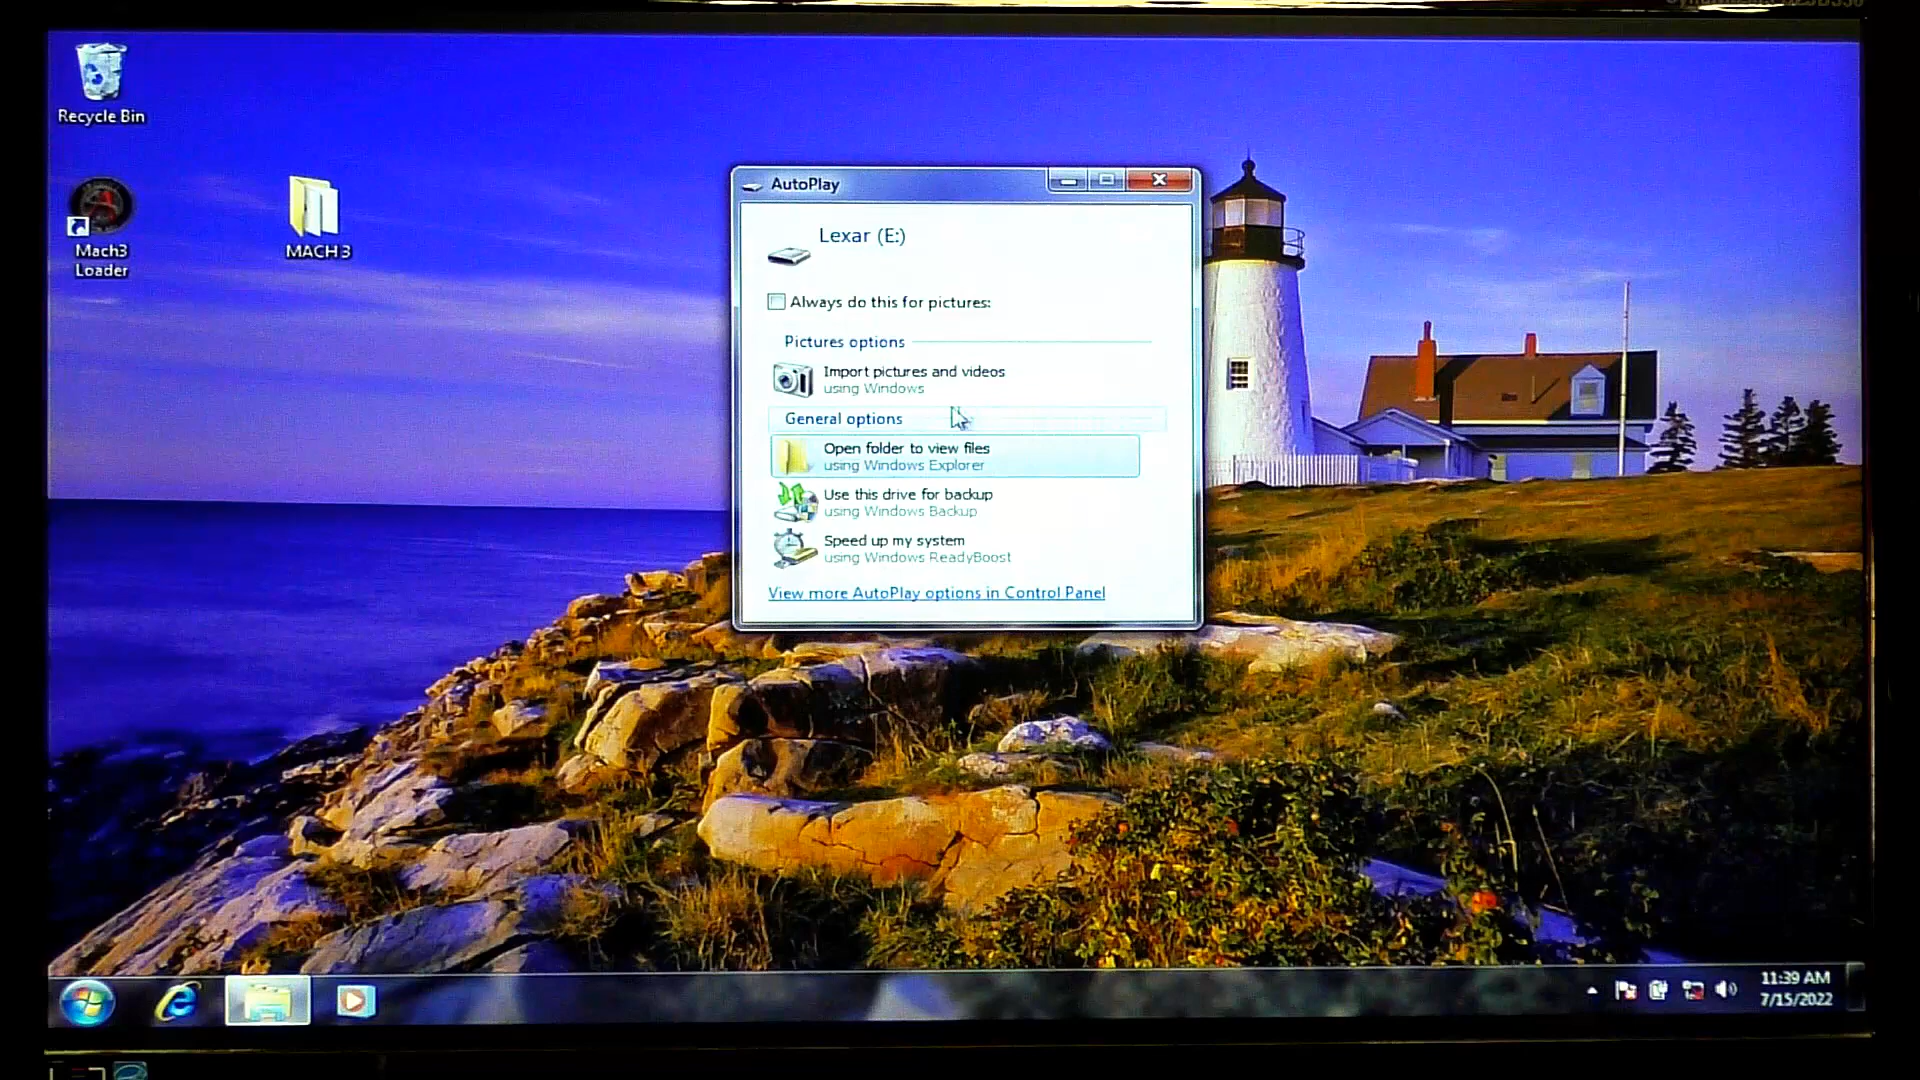 Recycle Bin
Mach3
Loader
MACH 3
AutoPlay
Lexar (E:)
Always do this for pictures:
Pictures options
Import pictures and videos
using Windows
General options
Open folder to view files
using Windows Explorer
Use this drive for backup
using Windows Backup
Speed up my system
using Windows ReadyBoost
View more AutoPlay options in Control Panel
11:39 AM
7/15/2022